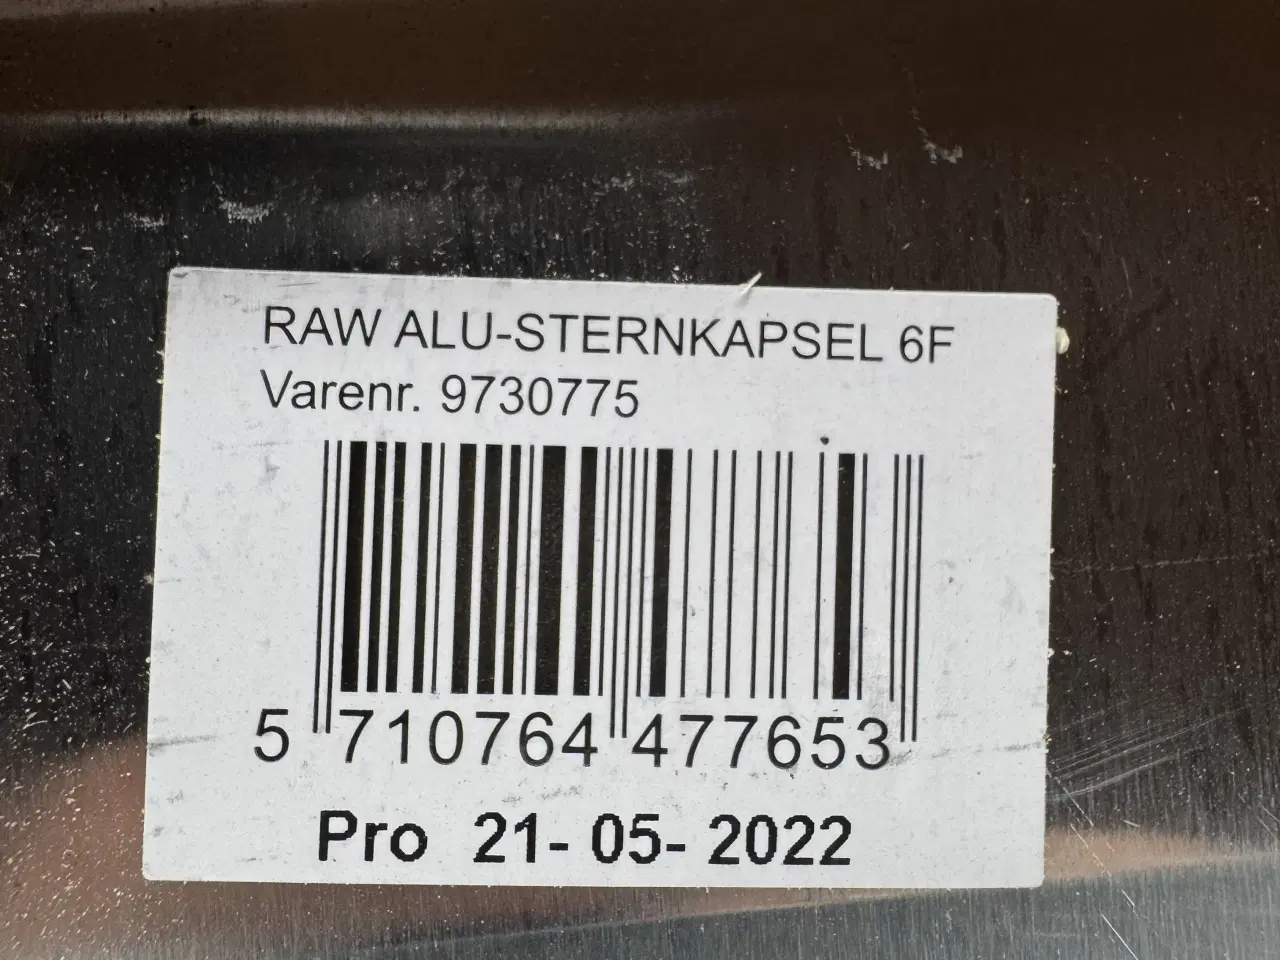 RAW ALU-STERNKAPSEL 6F
Varenr. 9730775
5 710764 477653
Pro 21- 05- 2022